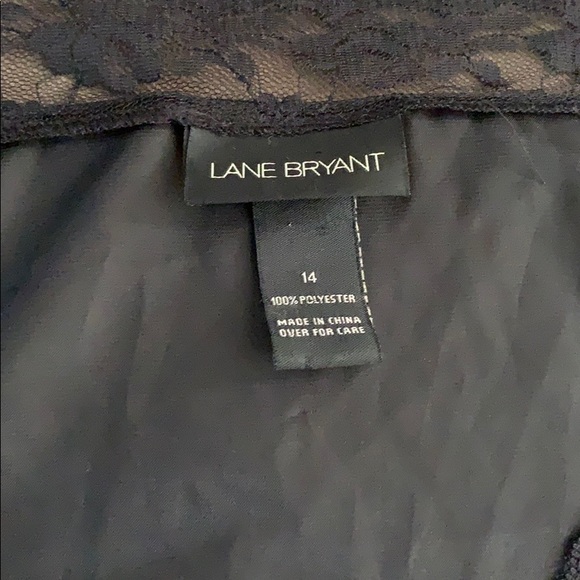 LANE BRYANT
14
100% POLYESTER
MADE IN CHINA
OVER FOR CARE